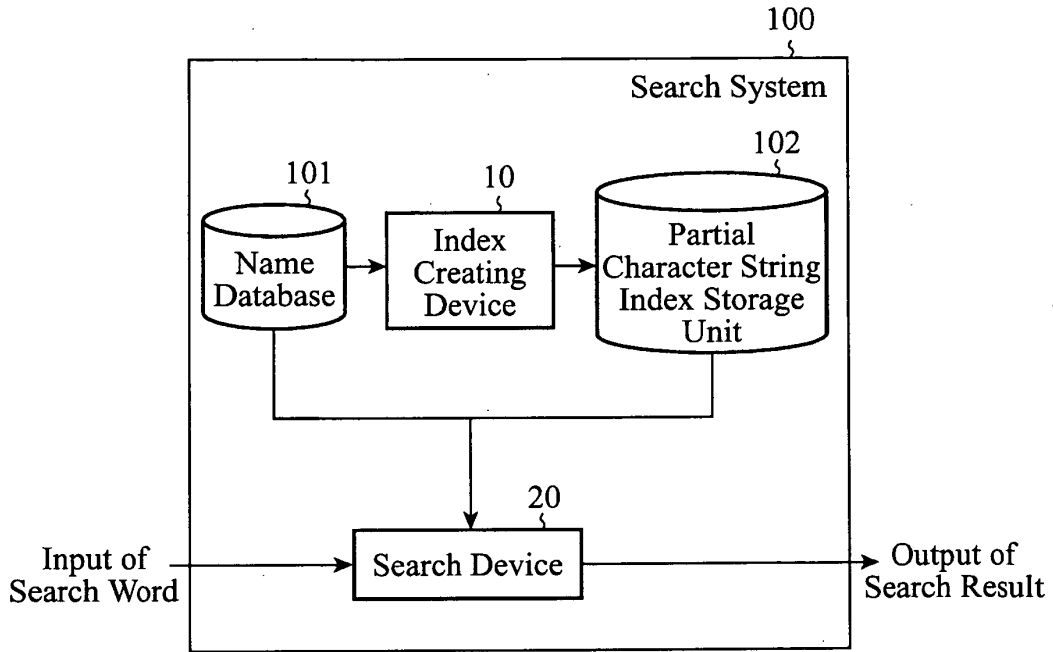 100
Search System
101
10
102
Name
Database
Index
Creating
Device
Partial
Character String
Index Storage
Unit
20
Input of
Search Word
Search Device
Output of
Search Result